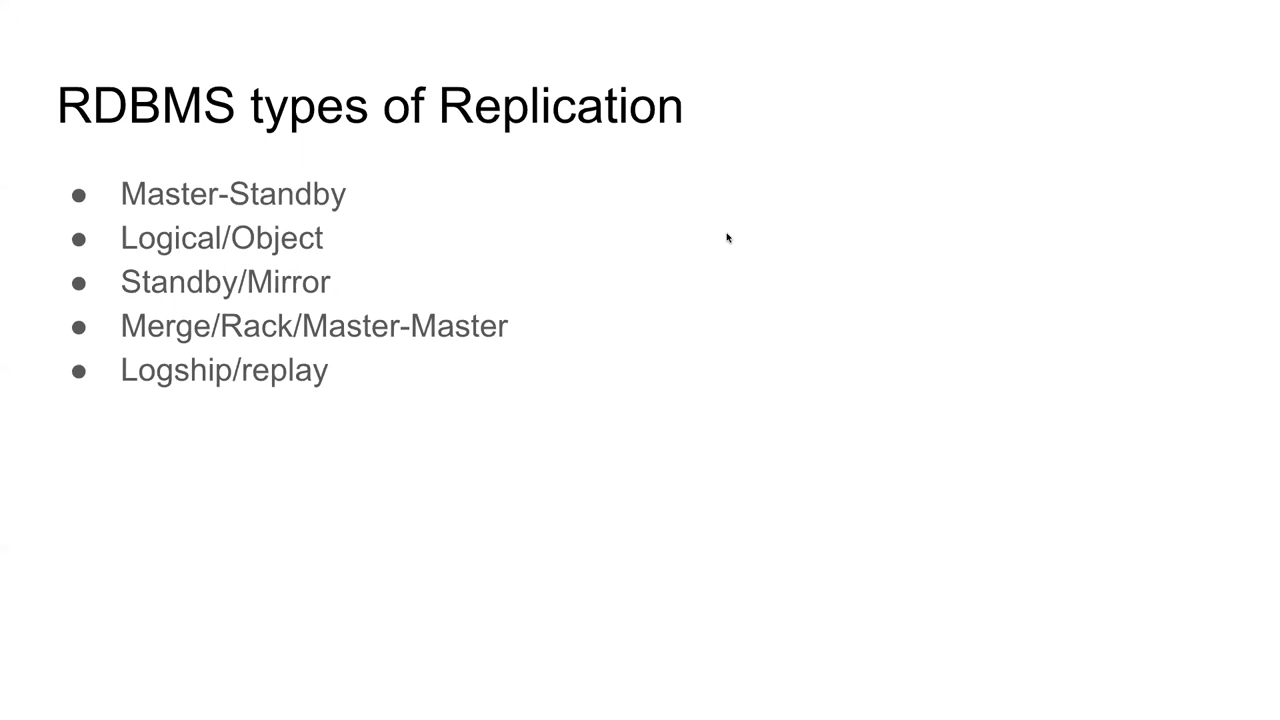 RDBMS types of Replication
● Master-Standby
● Logical/Object
● Standby/Mirror
● Merge/Rack/Master-Master
● Logship/replay